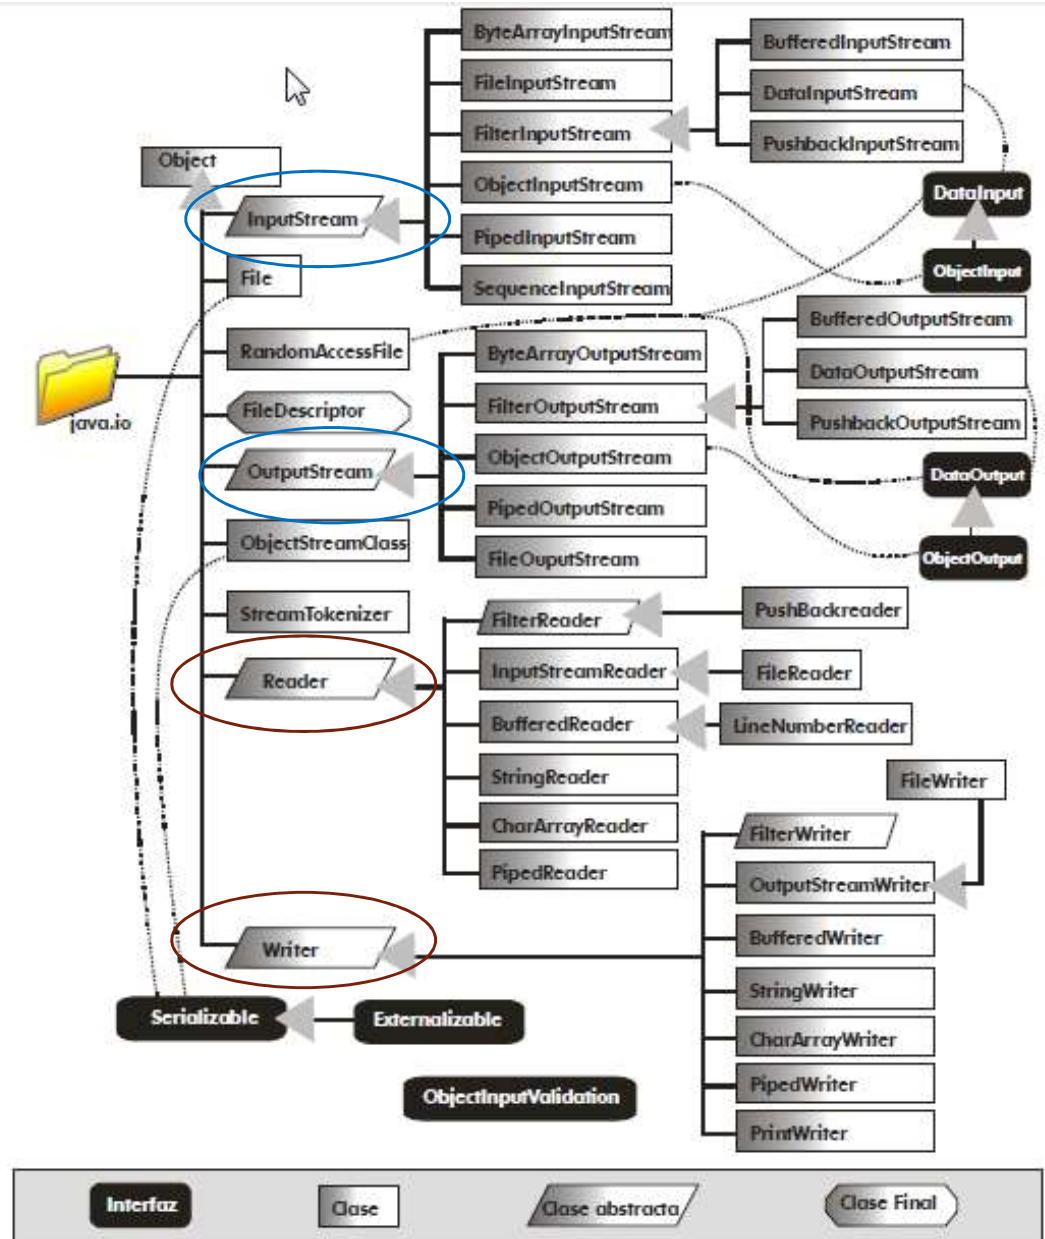 ByteArrayInputStream
FileInputStream
FilterInputStream
ObjectInputStream
PipedInputStream
SequenceInputStream
BufferedInputStream
DataInputStream
PushbackInputStream
Object
InputStream
File
RandomAccessFile
FileDescriptor
OutputStream
ObjectStreamClass
StreamTokenizer
Reader
Writer
java.io
DataInput
ObjectInput
ByteArrayOutputStream
FilterOutputStream
ObjectOutputStream
PipedOutputStream
FileOuputStream
BufferedOutputStream
DataOutputStream
PushbackOutputStream
DataOutput
ObjectOutput
FilterReader
InputStreamReader
BufferedReader
StringReader
CharArrayReader
PipedReader
PushBackreader
FileReader
LineNumberReader
FileWriter
FilterWriter
OutputStreamWriter
BufferedWriter
StringWriter
CharArrayWriter
PipedWriter
PrintWriter
Serializable
Externalizable
ObjectInputValidation
Interfaz
Clase
Clase abstracta
Clase Final